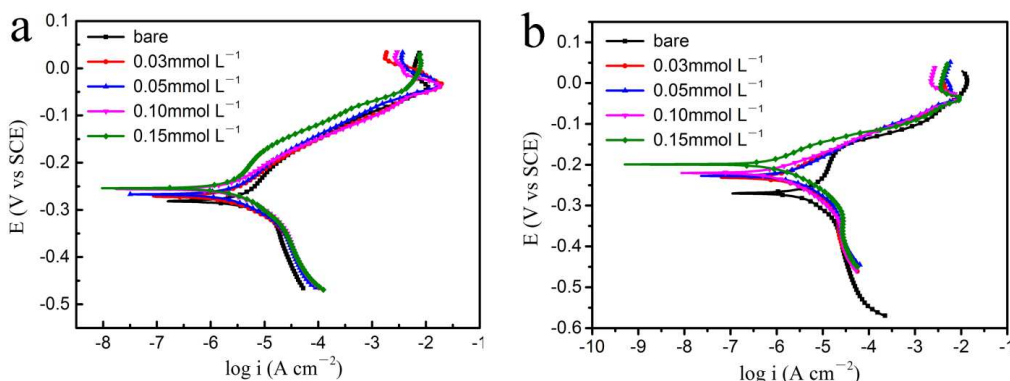 a
bare
0.03mmol L−1
0.05mmol L−1
0.10mmol L−1
0.15mmol L−1
E (V vs SCE)
0.1
0.0
-0.1
-0.2
-0.3
-0.4
-0.5
-8 -7 -6 -5 -4 -3 -2 -1
log i (A cm−2)
b
bare
0.03mmol L−1
0.05mmol L−1
0.10mmol L−1
0.15mmol L−1
E (V vs SCE)
0.1
0.1
0.0
-0.1
-0.2
-0.3
-0.4
-0.5
-0.6
-10 -9 -8 -7 -6 -5 -4 -3 -2 -1
log i (A cm−2)